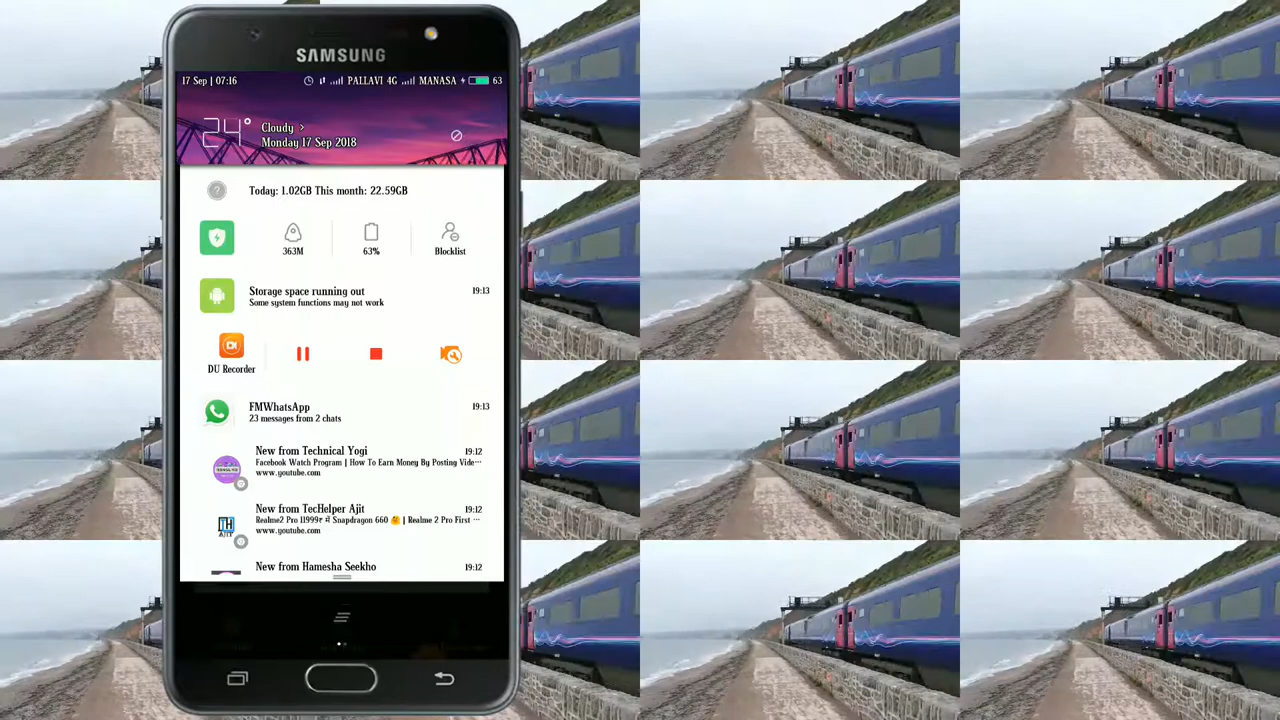 SAMSUNG
17 Sep | 07:16 PALLAVI 4G MANASA 63
24°
Cloudy >
Monday 17 Sep 2018
Today: 1.02GB This month: 22.59GB
363M 63% Blocklist
Storage space running out 19:13
Some system functions may not work
DU Recorder
FMWhatsApp 19:13
23 messages from 2 chats
New from Technical Yogi 19:12
Facebook Watch Program | How To Earn Money By Posting Vide···
www.youtube.com
New from TecHelper Ajit 19:12
Realme2 Pro 11999₹ में Snapdragon 660 🤔 | Realme 2 Pro First ···
www.youtube.com
TH
New from Hamesha Seekho 19:12